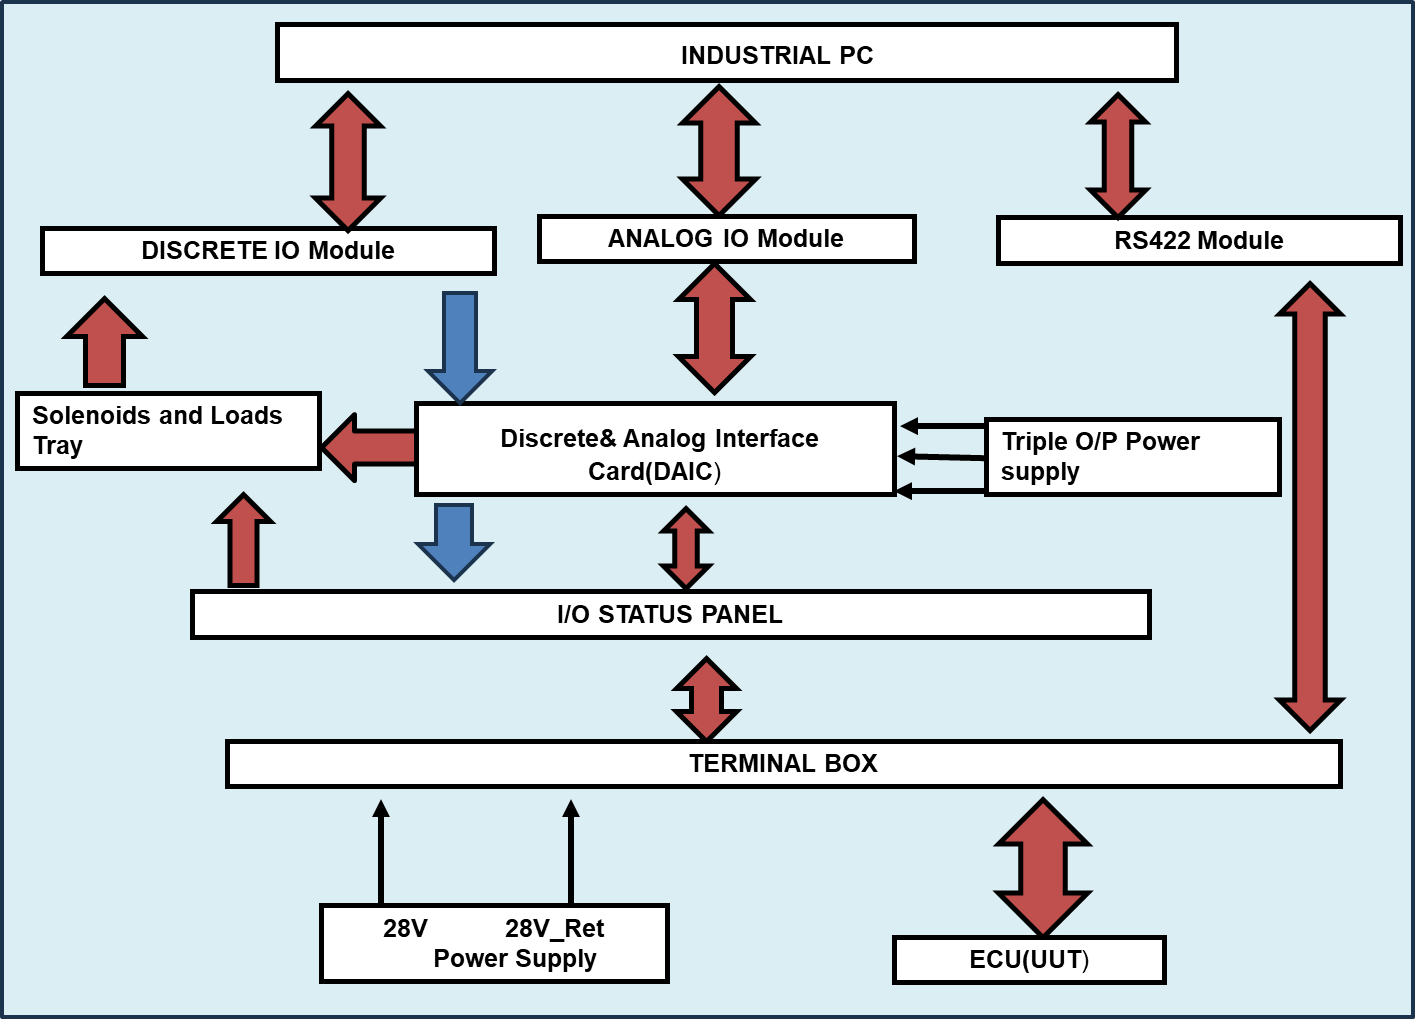 INDUSTRIAL PC
DISCRETE IO Module
ANALOG IO Module
RS422 Module
Solenoids and Loads
Tray
Discrete& Analog Interface
Card(DAIC)
Triple O/P Power
supply
I/O STATUS PANEL
TERMINAL BOX
28V 28V_Ret
Power Supply
ECU(UUT)